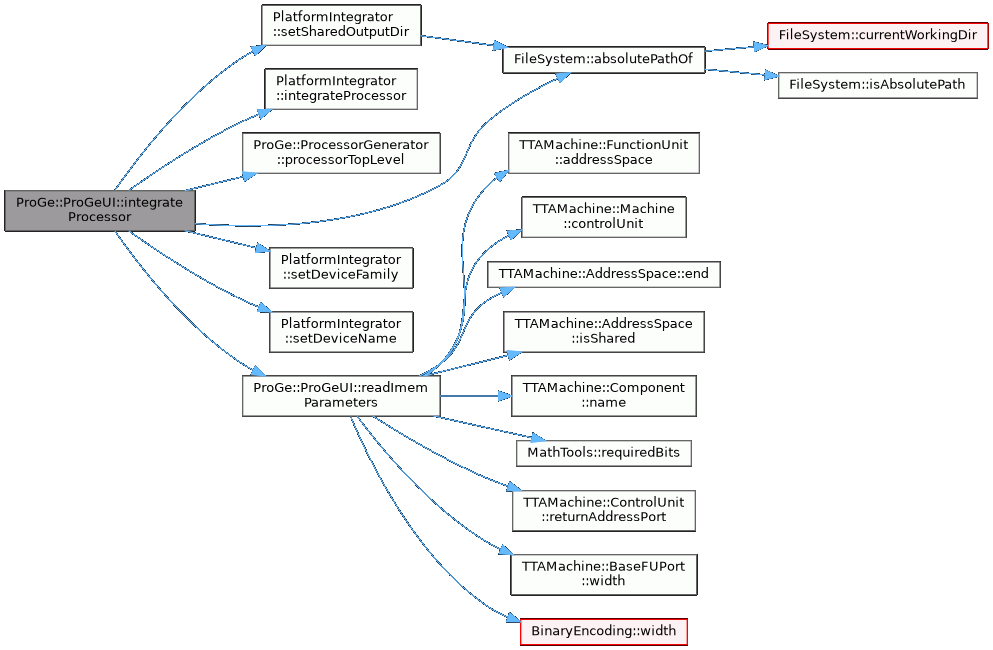 PlatformIntegrator
::setSharedOutputDir
FileSystem::currentWorkingDir
FileSystem::absolutePathOf
PlatformIntegrator
::integrateProcessor
FileSystem::isAbsolutePath
ProGe::ProcessorGenerator
::processorTopLevel
TTAMachine::FunctionUnit
::addressSpace
ProGe::ProGeUI::integrate
Processor
TTAMachine::Machine
::controlUnit
PlatformIntegrator
::setDeviceFamily
TTAMachine::AddressSpace::end
PlatformIntegrator
::setDeviceName
TTAMachine::AddressSpace
::isShared
ProGe::ProGeUI::readImem
Parameters
TTAMachine::Component
::name
MathTools::requiredBits
TTAMachine::ControlUnit
::returnAddressPort
TTAMachine::BaseFUPort
::width
BinaryEncoding::width